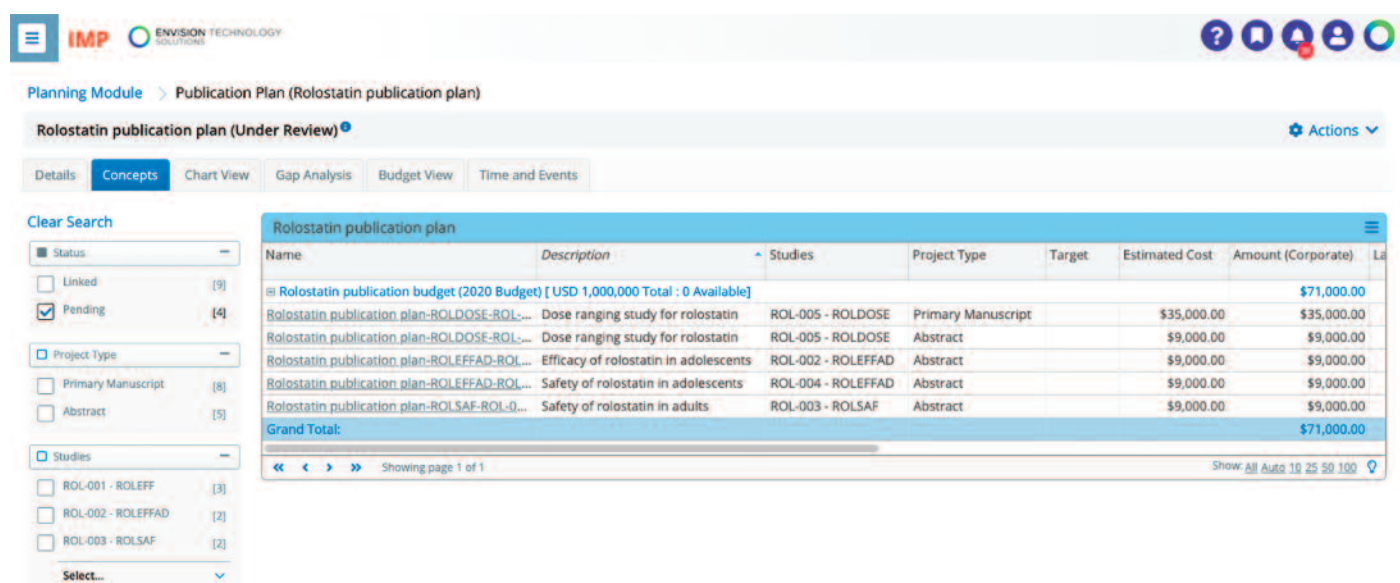 IMP ENVISION TECHNOLOGY
SOLUTIONS
Planning Module > Publication Plan (Rolostatin publication plan)
Rolostatin publication plan (Under Review)
Actions
Details Concepts Chart View Gap Analysis Budget View Time and Events
Clear Search
Status
Linked [9]
Pending [4]
Project Type
Primary Manuscript [8]
Abstract [5]
Studies
ROL-001 - ROLEFF [3]
ROL-002 - ROLEFFAD [2]
ROL-003 - ROLSAF [2]
Select...
Rolostatin publication plan
Name Description Studies Project Type Target Estimated Cost Amount (Corporate) La
Rolostatin publication budget (2020 Budget) [ USD 1,000,000 Total : 0 Available] $71,000.00
Rolostatin publication plan-ROLDOSE-ROL-... Dose ranging study for rolostatin ROL-005 - ROLDOSE Primary Manuscript $35,000.00 $35,000.00
Rolostatin publication plan-ROLDOSE-ROL-... Dose ranging study for rolostatin ROL-005 - ROLDOSE Abstract $9,000.00 $9,000.00
Rolostatin publication plan-ROLEFFAD-ROL... Efficacy of rolostatin in adolescents ROL-002 - ROLEFFAD Abstract $9,000.00 $9,000.00
Rolostatin publication plan-ROLEFFAD-ROL... Safety of rolostatin in adolescents ROL-004 - ROLEFFAD Abstract $9,000.00 $9,000.00
Rolostatin publication plan-ROLSAF-ROL-0... Safety of rolostatin in adults ROL-003 - ROLSAF Abstract $9,000.00 $9,000.00
Grand Total: $71,000.00
Showing page 1 of 1 Show: All Auto 10 25 50 100